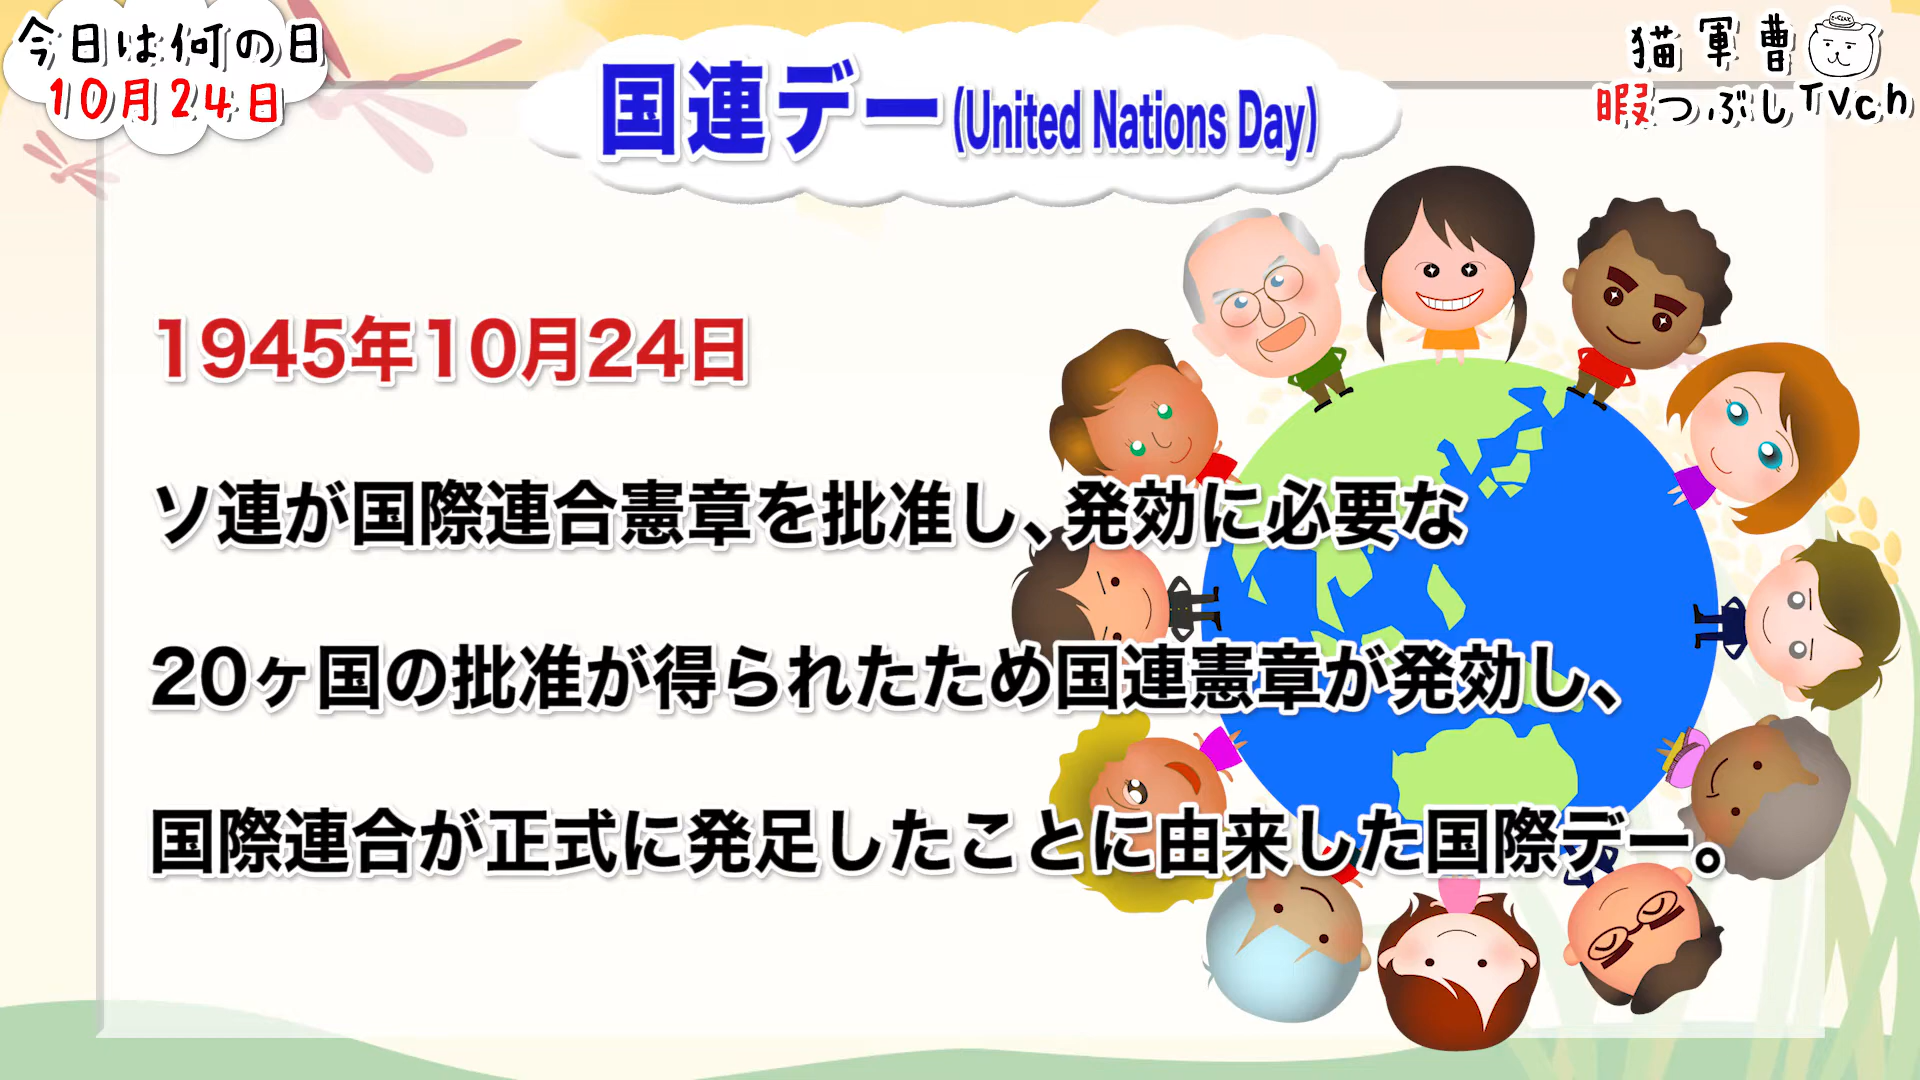 今日は何の日
10月24日
国連デー(United Nations Day)
猫軍曹
暇つぶしTVch
1945年10月24日
ソ連が国際連合憲章を批准し、発効に必要な
20ヶ国の批准が得られたため国連憲章が発効し、
国際連合が正式に発足したことに由来した国際デー。